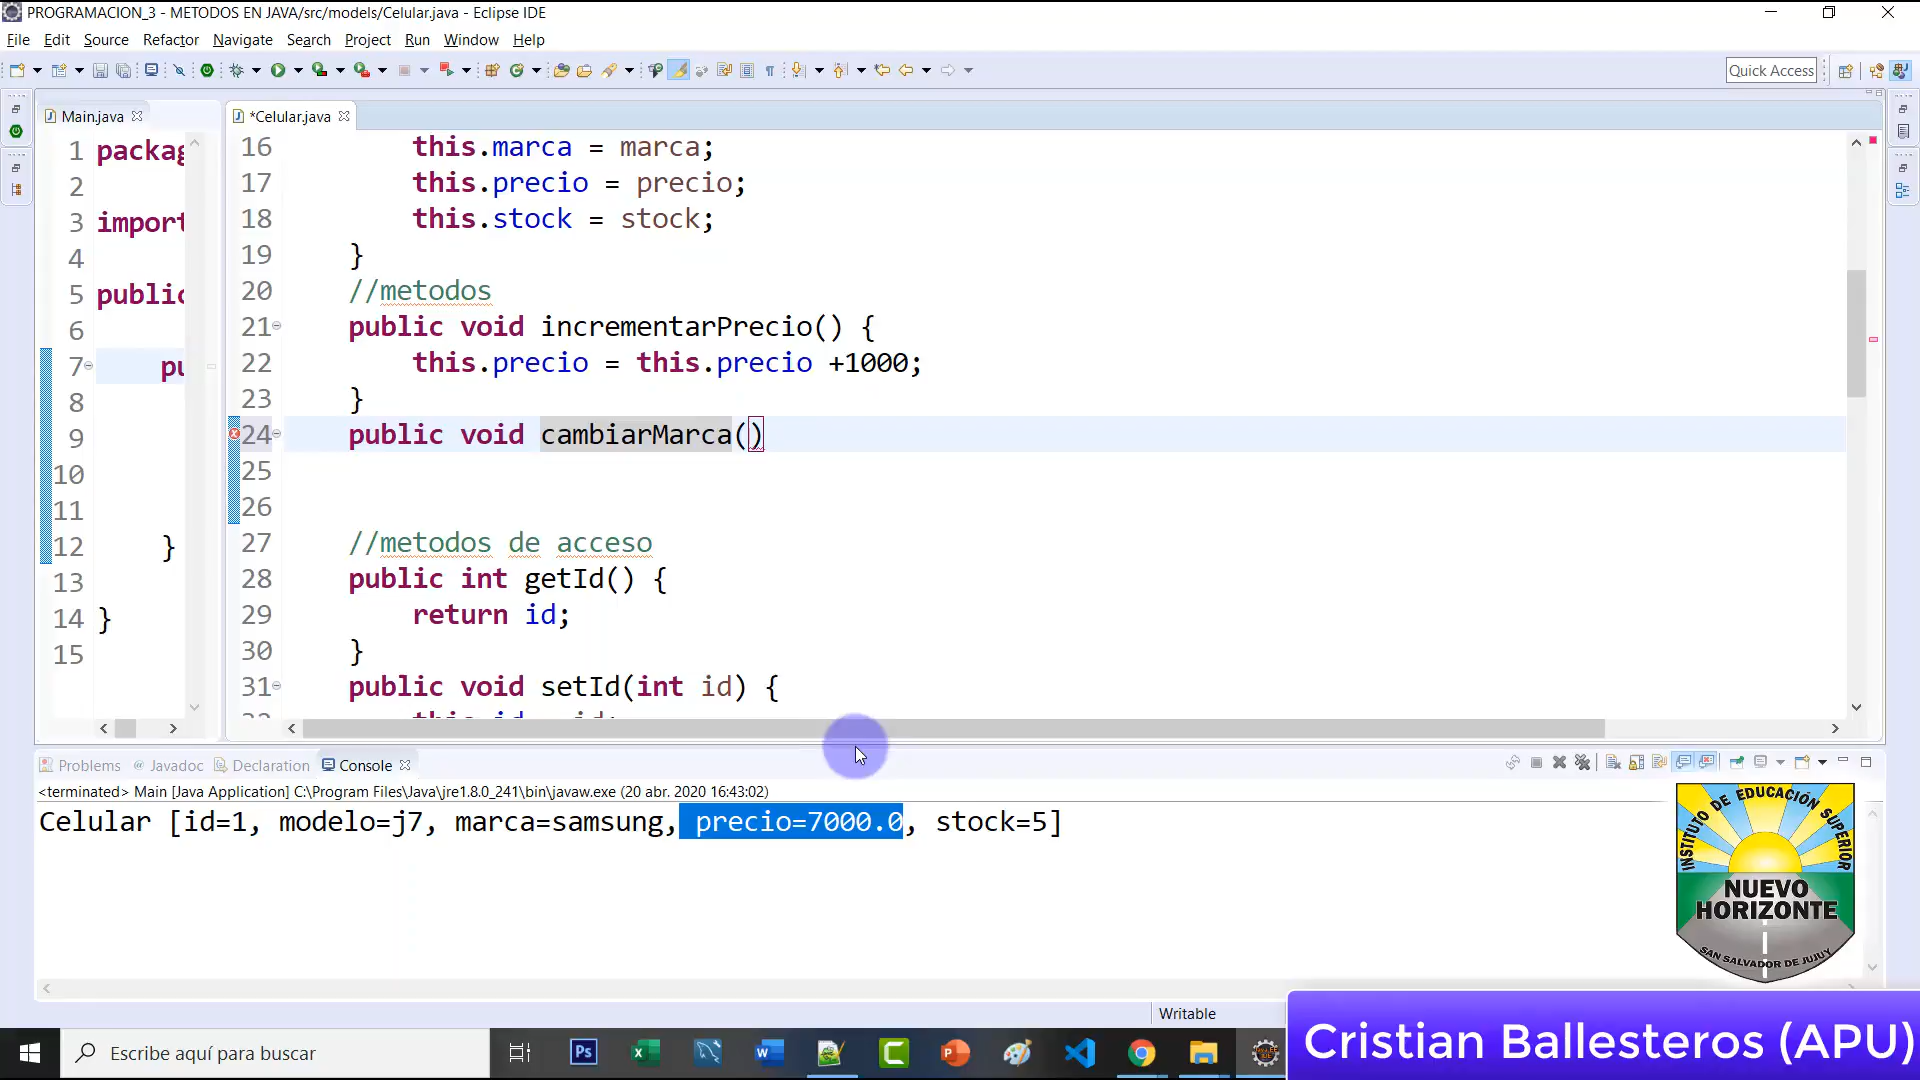 PROGRAMACION_3 - METODOS EN JAVA/src/models/Celular.java - Eclipse IDE
File Edit Source Refactor Navigate Search Project Run Window Help
Quick Access
Main.java
*Celular.java
1 packag
2
3 import
4
5 public
6
7 pu
8
9
10
11
12 }
13
14 }
15
16 this.marca = marca;
17 this.precio = precio;
18 this.stock = stock;
19 }
20 //metodos
21 public void incrementarPrecio() {
22 this.precio = this.precio +1000;
23 }
24 public void cambiarMarca()
25
26
27 //metodos de acceso
28 public int getId() {
29 return id;
30 }
31 public void setId(int id) {
Problems @ Javadoc Declaration Console
<terminated> Main [Java Application] C:\Program Files\Java\jre1.8.0_241\bin\javaw.exe (20 abr. 2020 16:43:02)
Celular [id=1, modelo=j7, marca=samsung, precio=7000.0, stock=5]
INSTITUTO DE EDUCACIÓN SUPERIOR
NUEVO
HORIZONTE
SAN SALVADOR DE JUJUY
Writable
Escribe aquí para buscar
Cristian Ballesteros (APU)